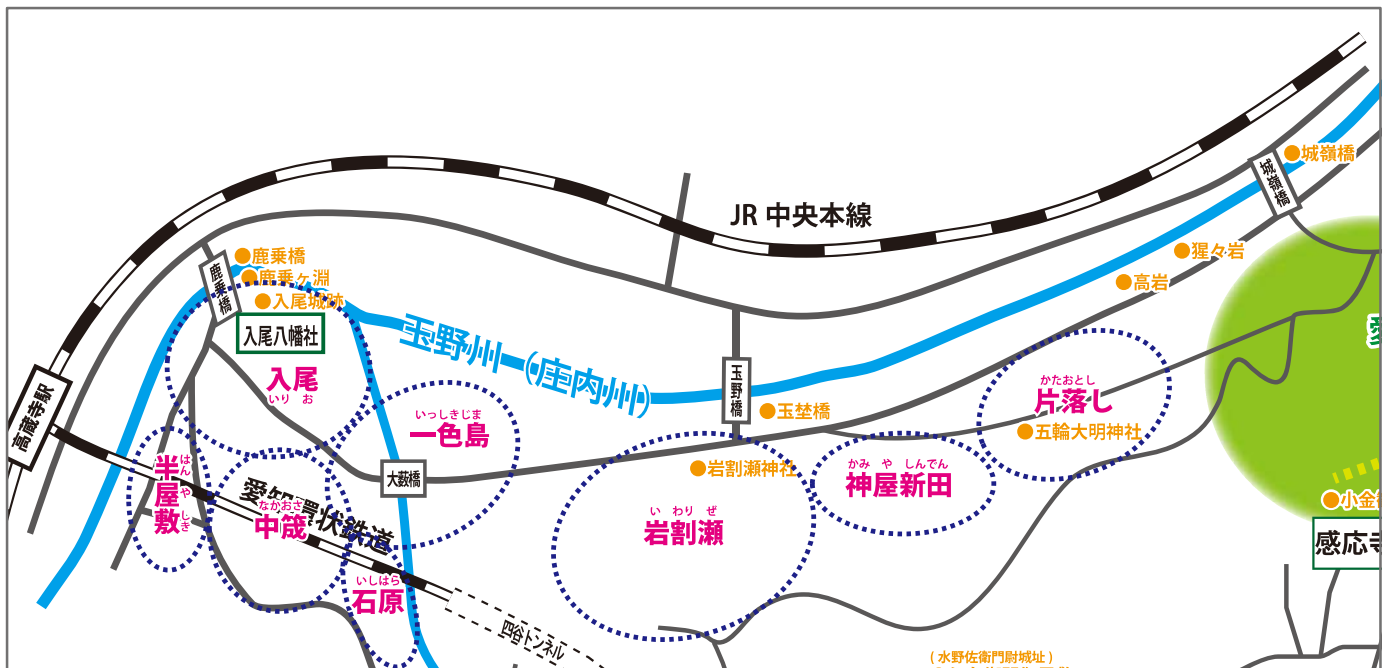 JR 中央本線
城嶺橋
城嶺橋
猩々岩
高岩
鹿乗橋
鹿乗橋
鹿乗ヶ淵
入尾城跡
入尾八幡社
入尾
いり お
玉野州（庄内州）
玉野橋
玉埜橋
かたおとし
片落し
五輪大明神社
いっしきじま
一色島
高蔵寺駅
大薮橋
岩割瀬神社
かみ や しんでん
神屋新田
はん や しき
半屋敷
愛知環状鉄道
なかおさ
中筬
い わり ぜ
岩割瀬
いしはら
石原
四谷トンネル
小金
感応寺
(水野佐衛門尉城址)